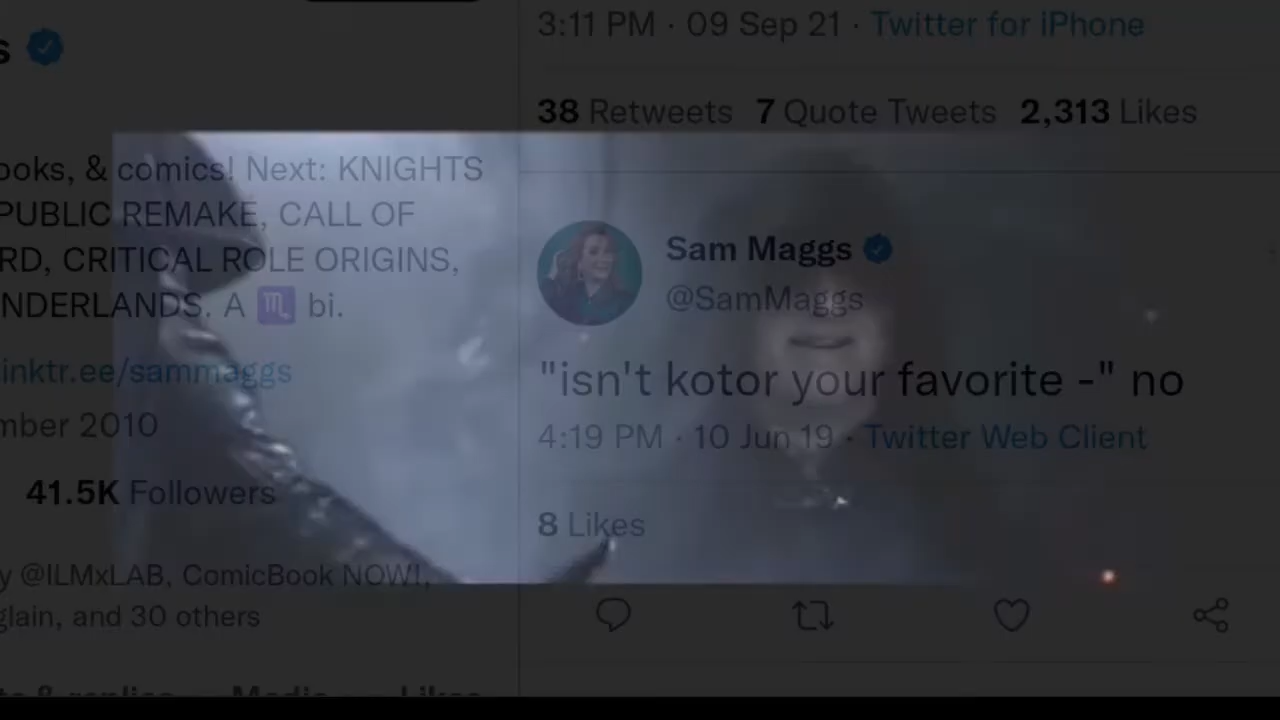 3:11 PM · 09 Sep 21 · Twitter for iPhone
38 Retweets 7 Quote Tweets 2,313 Likes
ooks, & comics! Next: KNIGHTS
PUBLIC REMAKE, CALL OF
RD, CRITICAL ROLE ORIGINS,
NDERLANDS. A ♏ bi.
inktr.ee/sammaggs
mber 2010
41.5K Followers
y @ILMxLAB, ComicBook NOW!,
glain, and 30 others
& replies Media Likes
Sam Maggs
@SamMaggs
"isn't kotor your favorite -" no
4:19 PM · 10 Jun 19 · Twitter Web Client
8 Likes